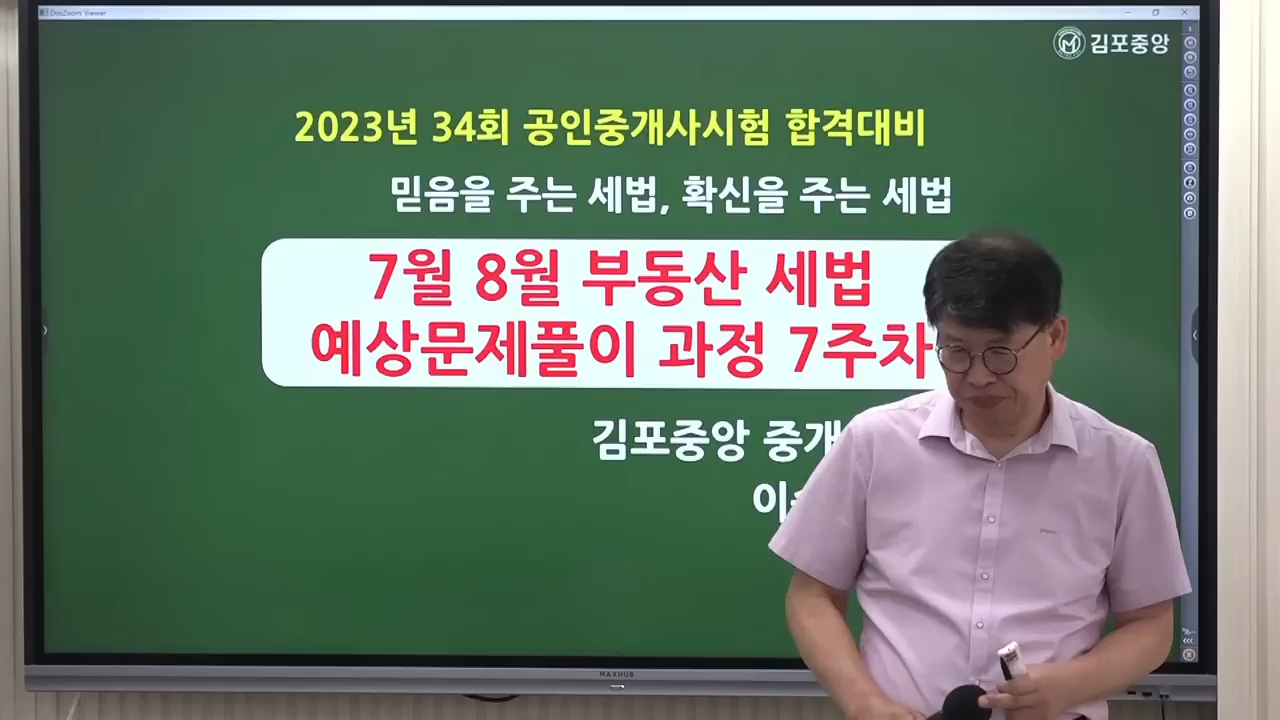 DocZoom Viewer
김포중앙
2023년 34회 공인중개사시험 합격대비
믿음을 주는 세법, 확신을 주는 세법
7월 8월 부동산 세법
예상문제풀이 과정 7주차
김포중앙 중개
MAXHUB